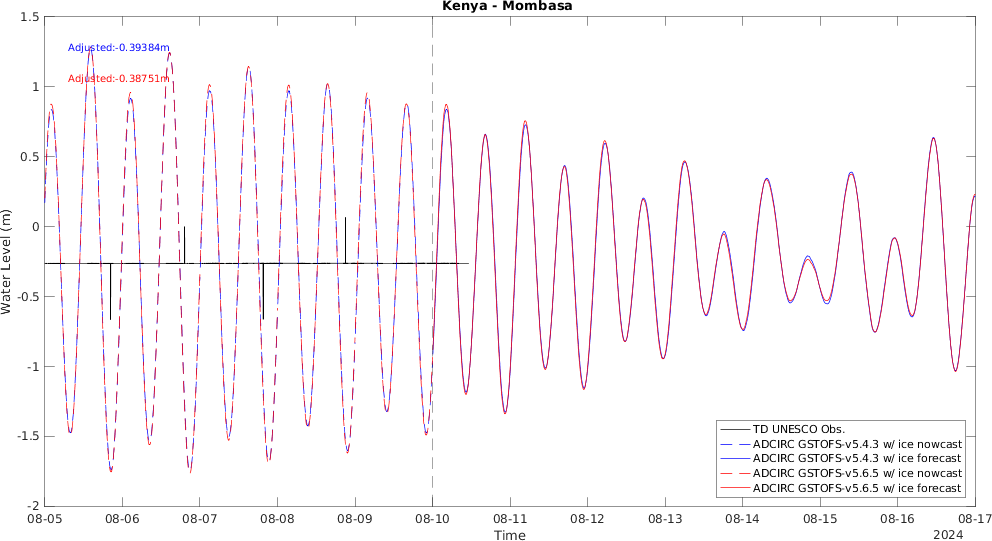 Kenya - Mombasa
1.5
1
0.5
0
-0.5
-1
-1.5
-2
Water Level (m)
Adjusted:-0.39384m
Adjusted:-0.38751m
TD UNESCO Obs.
ADCIRC GSTOFS-v5.4.3 w/ ice nowcast
ADCIRC GSTOFS-v5.4.3 w/ ice forecast
ADCIRC GSTOFS-v5.6.5 w/ ice nowcast
ADCIRC GSTOFS-v5.6.5 w/ ice forecast
08-05 08-06 08-07 08-08 08-09 08-10 08-11 08-12 08-13 08-14 08-15 08-16 08-17
Time
2024